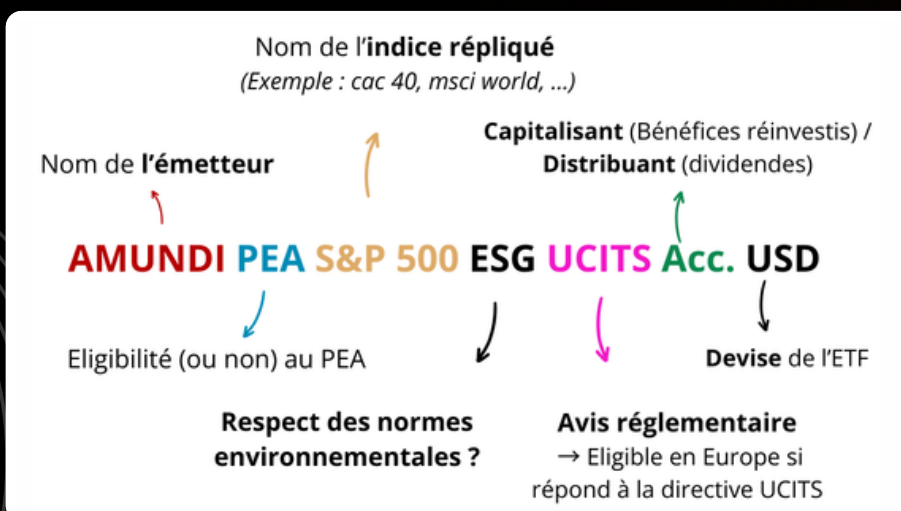 Nom de l'indice répliqué
(Exemple : cac 40, msci world, ...)
Capitalisant (Bénéfices réinvestis) /
Distribuant (dividendes)
Nom de l'émetteur
AMUNDI PEA S&P 500 ESG UCITS Acc. USD
Eligibilité (ou non) au PEA
Devise de l'ETF
Respect des normes
environnementales ?
Avis réglementaire
→ Eligible en Europe si
répond à la directive UCITS